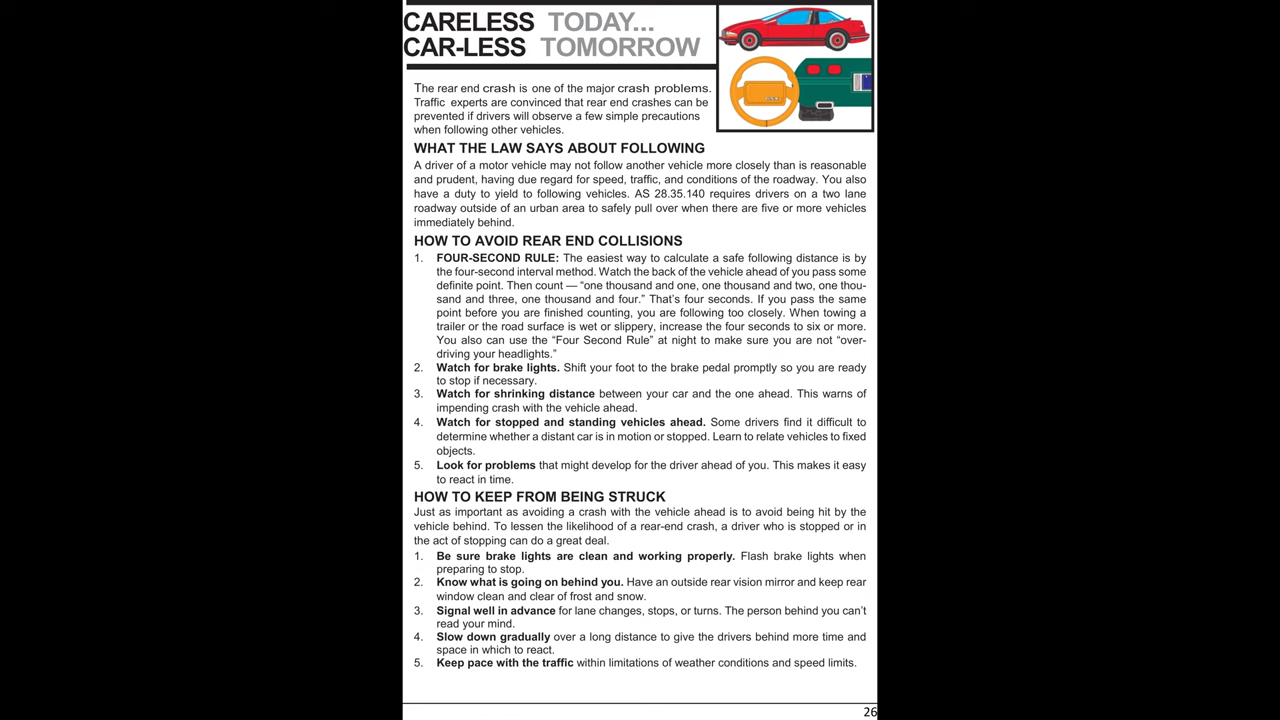 CARELESS TODAY...
CAR-LESS TOMORROW
The rear end crash is one of the major crash problems.
Traffic experts are convinced that rear end crashes can be
prevented if drivers will observe a few simple precautions
when following other vehicles.
WHAT THE LAW SAYS ABOUT FOLLOWING
A driver of a motor vehicle may not follow another vehicle more closely than is reasonable
and prudent, having due regard for speed, traffic, and conditions of the roadway. You also
have a duty to yield to following vehicles. AS 28.35.140 requires drivers on a two lane
roadway outside of an urban area to safely pull over when there are five or more vehicles
immediately behind.
HOW TO AVOID REAR END COLLISIONS
1. FOUR-SECOND RULE: The easiest way to calculate a safe following distance is by
the four-second interval method. Watch the back of the vehicle ahead of you pass some
definite point. Then count — “one thousand and one, one thousand and two, one thou-
sand and three, one thousand and four.” That’s four seconds. If you pass the same
point before you are finished counting, you are following too closely. When towing a
trailer or the road surface is wet or slippery, increase the four seconds to six or more.
You also can use the “Four Second Rule” at night to make sure you are not “over-
driving your headlights.”
2. Watch for brake lights. Shift your foot to the brake pedal promptly so you are ready
to stop if necessary.
3. Watch for shrinking distance between your car and the one ahead. This warns of
impending crash with the vehicle ahead.
4. Watch for stopped and standing vehicles ahead. Some drivers find it difficult to
determine whether a distant car is in motion or stopped. Learn to relate vehicles to fixed
objects.
5. Look for problems that might develop for the driver ahead of you. This makes it easy
to react in time.
HOW TO KEEP FROM BEING STRUCK
Just as important as avoiding a crash with the vehicle ahead is to avoid being hit by the
vehicle behind. To lessen the likelihood of a rear-end crash, a driver who is stopped or in
the act of stopping can do a great deal.
1. Be sure brake lights are clean and working properly. Flash brake lights when
preparing to stop.
2. Know what is going on behind you. Have an outside rear vision mirror and keep rear
window clean and clear of frost and snow.
3. Signal well in advance for lane changes, stops, or turns. The person behind you can’t
read your mind.
4. Slow down gradually over a long distance to give the drivers behind more time and
space in which to react.
5. Keep pace with the traffic within limitations of weather conditions and speed limits.
26